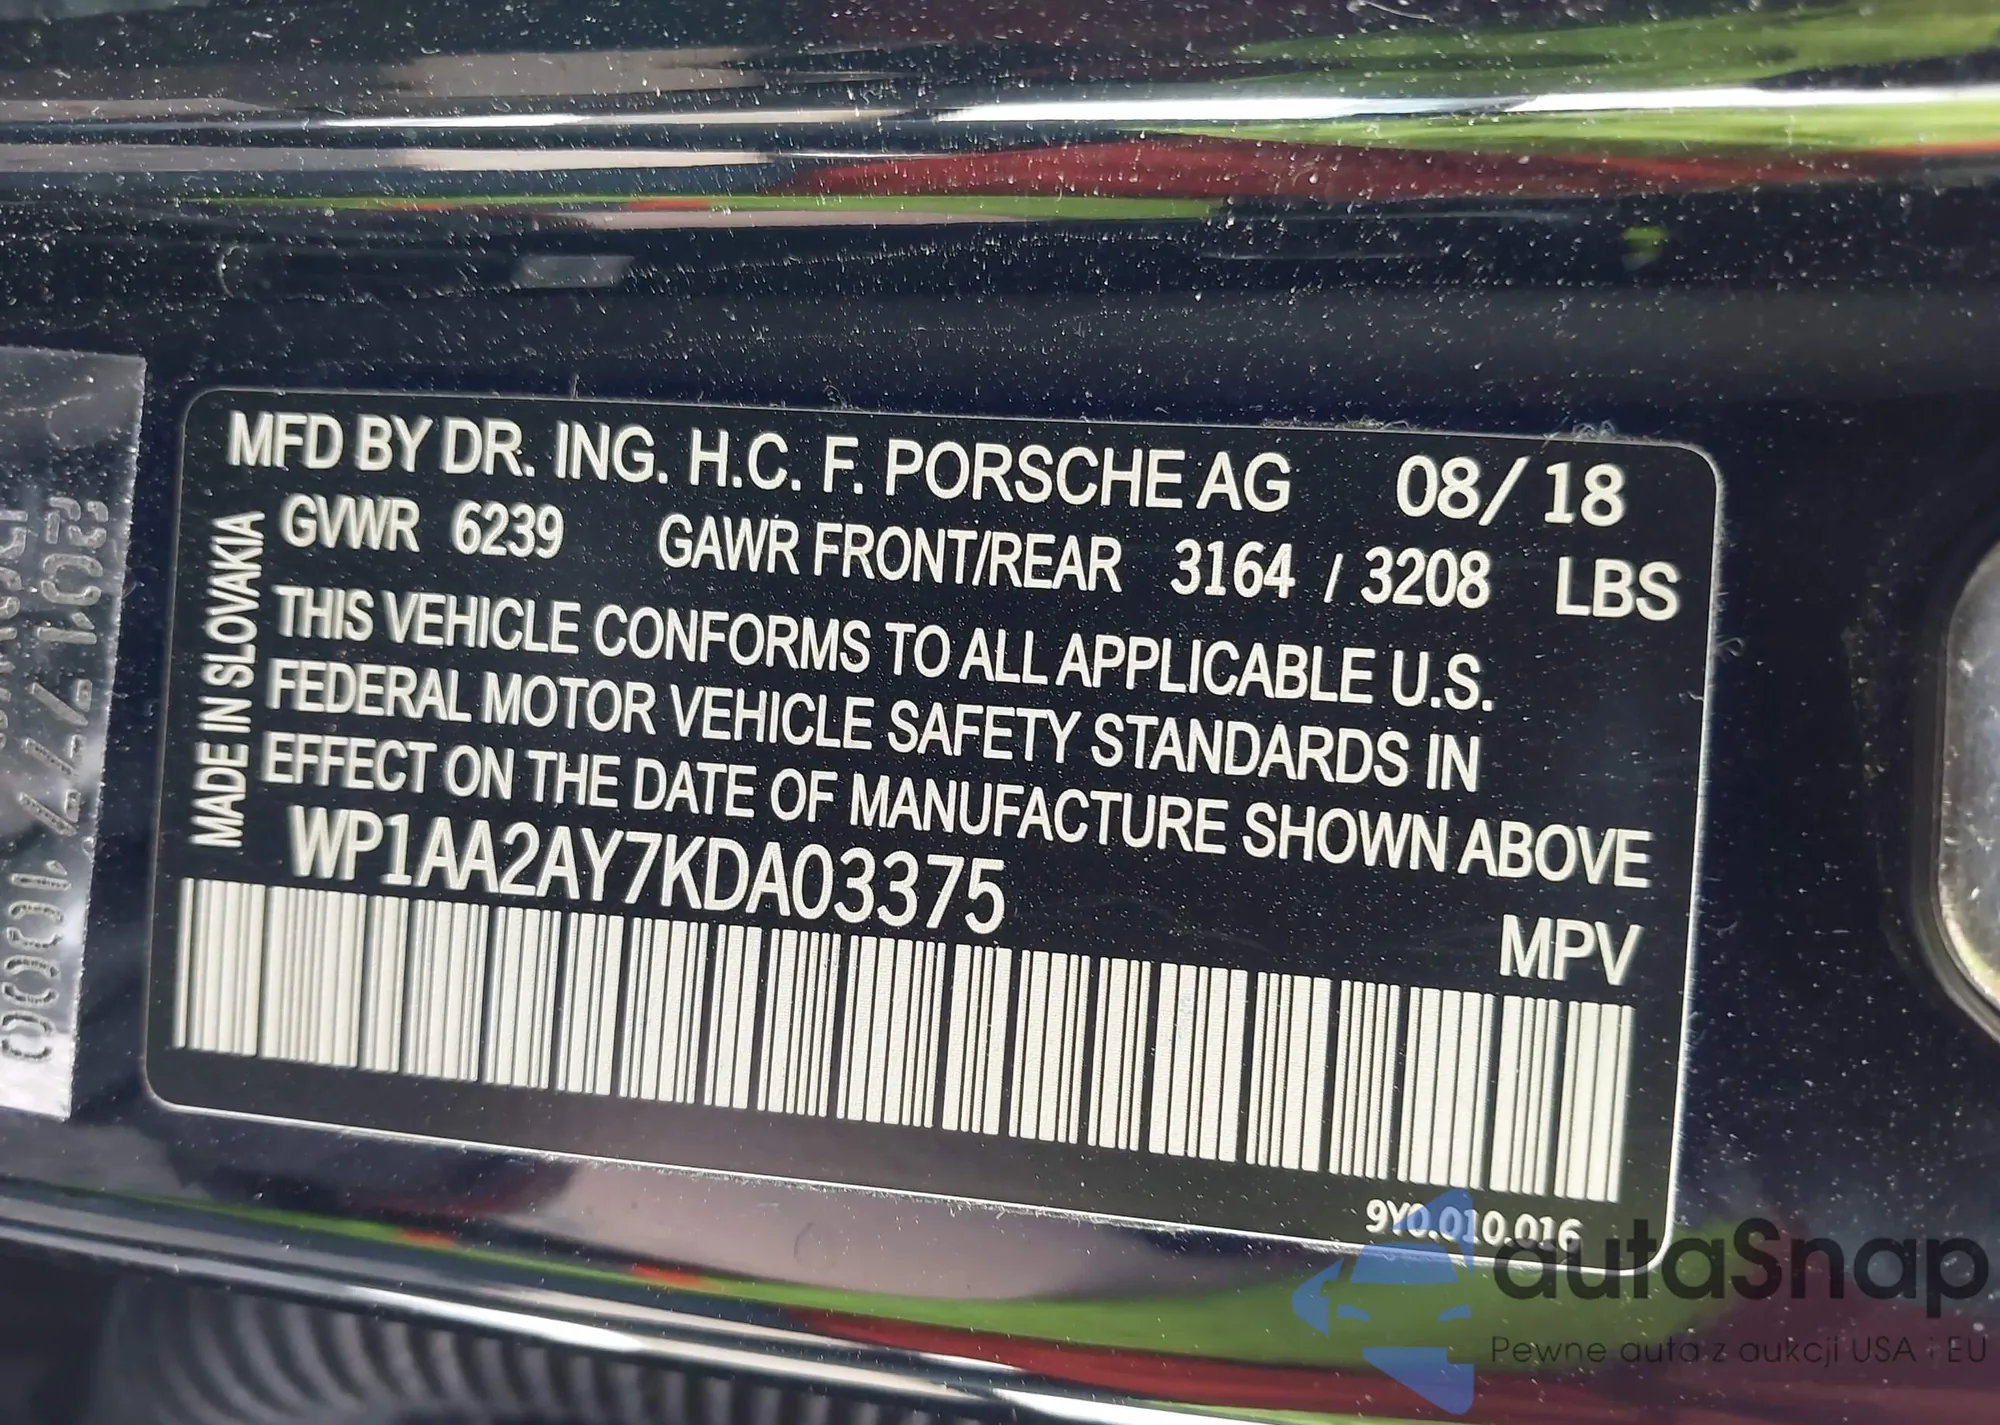 MFD BY DR. ING. H.C. F. PORSCHE AG 08/18
GVWR 6239 GAWR FRONT/REAR 3164 / 3208 LBS
THIS VEHICLE CONFORMS TO ALL APPLICABLE U.S.
FEDERAL MOTOR VEHICLE SAFETY STANDARDS IN
EFFECT ON THE DATE OF MANUFACTURE SHOWN ABOVE
WP1AA2AY7KDA03375
MPV
MADE IN SLOVAKIA
9Y0.010.016
autaSnap
Pewne auta z aukcji USA i EU